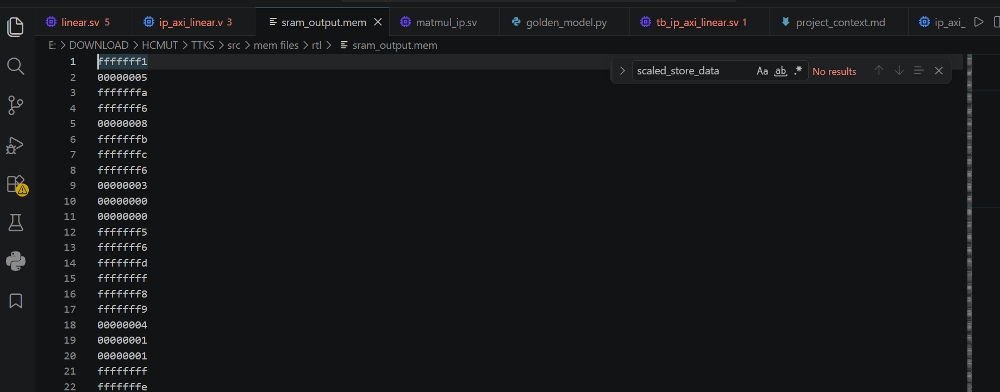 linear.sv 5 ip_axi_linear.v 3 sram_output.mem matmul_ip.sv golden_model.py tb_ip_axi_linear.sv 1 project_context.md ip_axi_l
E: > DOWNLOAD > HCMUT > TTKS > src > mem files > rtl > sram_output.mem
scaled_store_data Aa ab .* No results
1 fffffff1
2 00000005
3 fffffffa
4 fffffff6
5 00000008
6 fffffffb
7 fffffffc
8 fffffff6
9 00000003
10 00000000
11 00000000
12 fffffff5
13 fffffff6
14 fffffffd
15 ffffffff
16 fffffff8
17 fffffff9
18 00000004
19 00000001
20 00000001
21 ffffffff
22 fffffffe